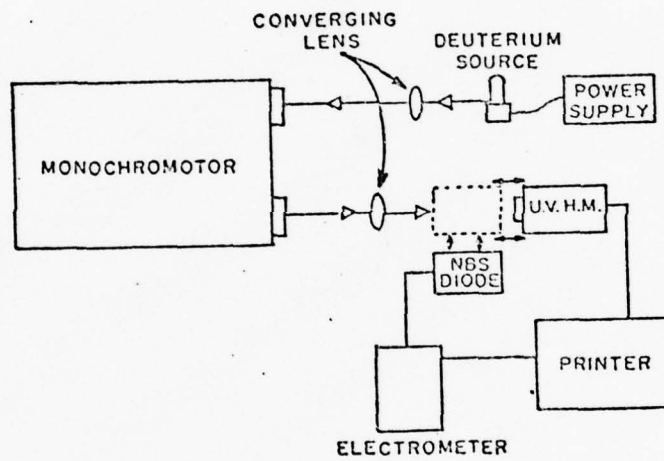 CONVERGING
LENS
DEUTERIUM
SOURCE
POWER
SUPPLY
MONOCHROMOTOR
U.V. H.M.
NBS
DIODE
PRINTER
ELECTROMETER